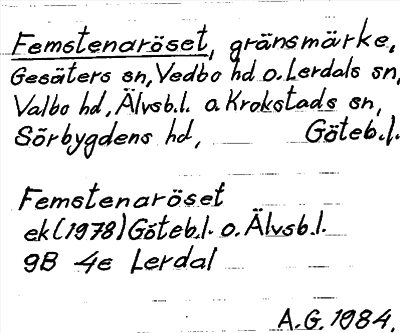 Femstenaröset, gränsmärke,
Gesäters sn, Vedbo hd o. Lerdals sn,
Valbo hd, Älvsb.l. o. Krokstads sn,
Sörbygdens hd, Göteb.l.
Femstenaröset
ek (1978) Göteb.l. o. Älvsb.l.
9B 4e Lerdal
A.G. 1984.